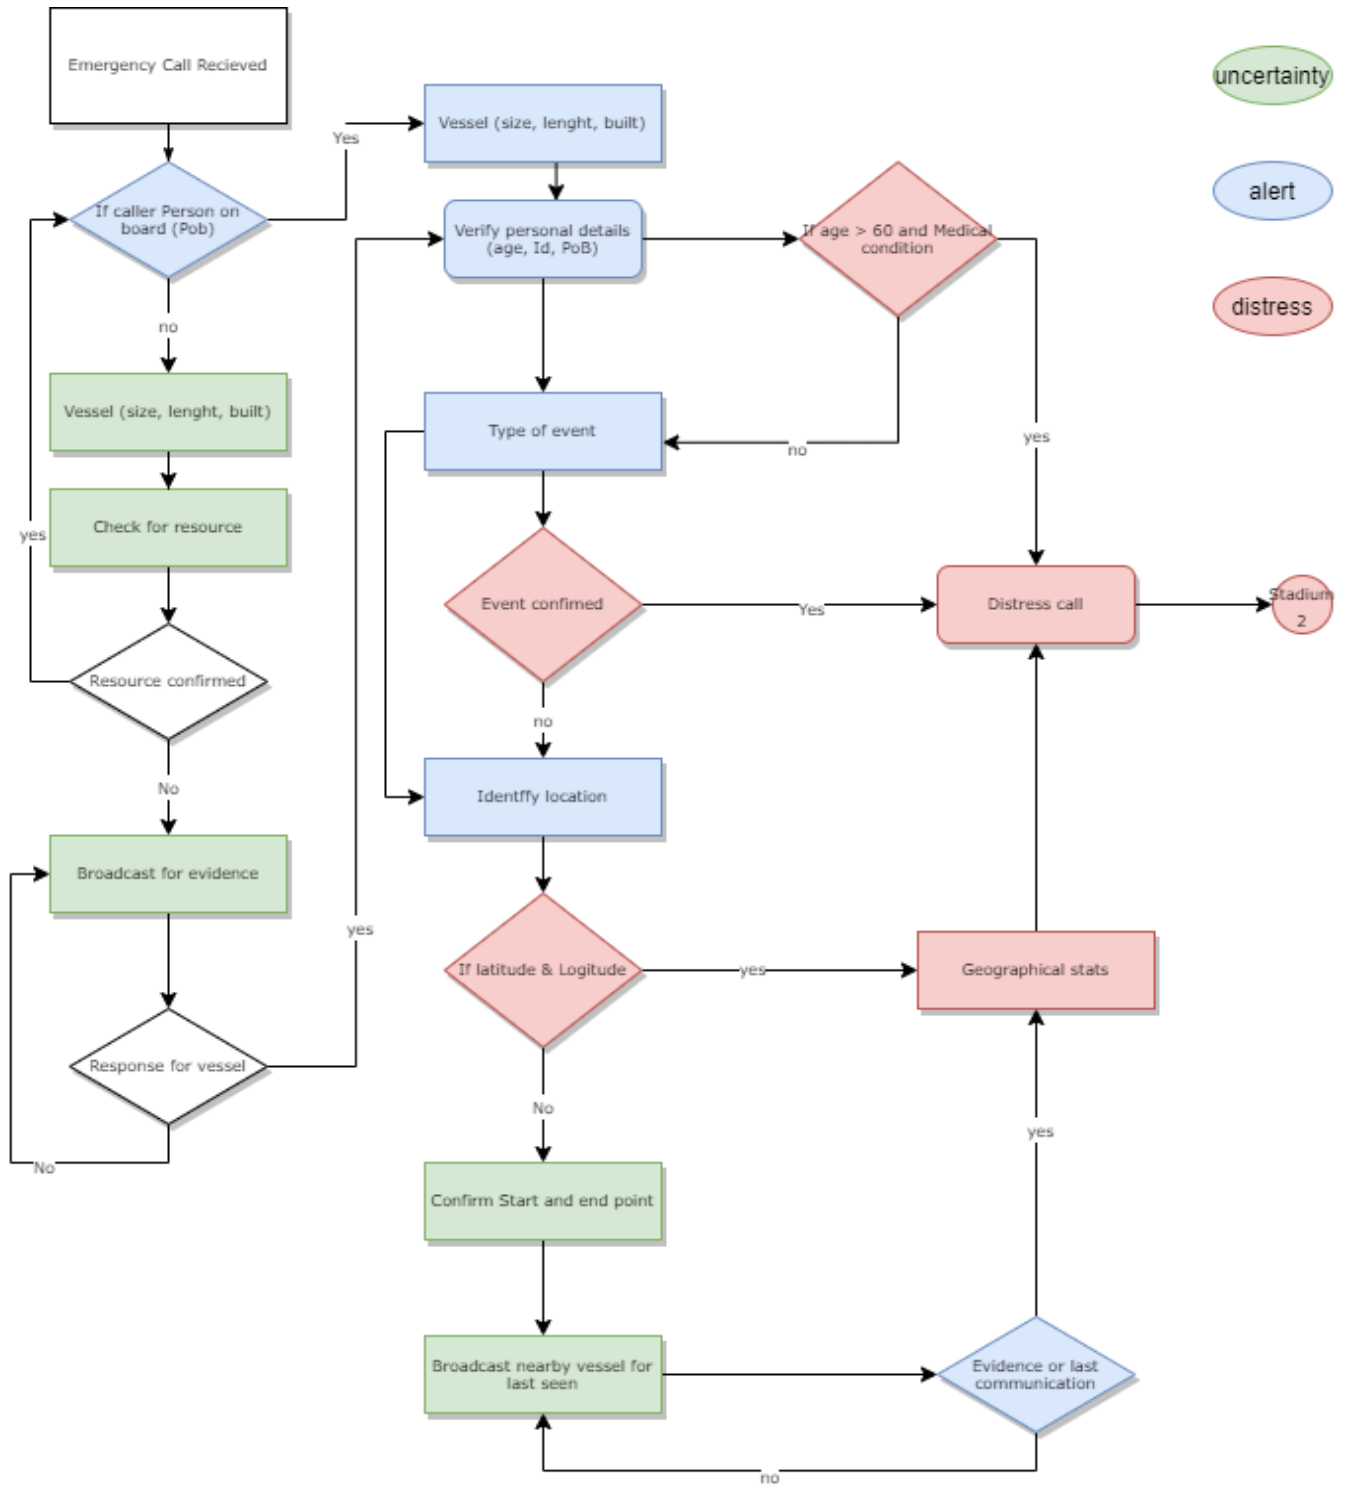 Emergency Call Recieved
uncertainty
Vessel (size, lenght, built)
Yes
alert
If caller Person on
board (Pob)
Verify personal details
(age, Id, PoB)
If age > 60 and Medical
condition
distress
no
Vessel (size, lenght, built)
Type of event
no
yes
Check for resource
yes
Event confimed
Yes
Distress call
Stadium
2
Resource confirmed
no
No
Identffy location
Broadcast for evidence
yes
If latitude & Logitude
yes
Geographical stats
Response for vessel
No
No
yes
Confirm Start and end point
Broadcast nearby vessel for
last seen
Evidence or last
communication
no